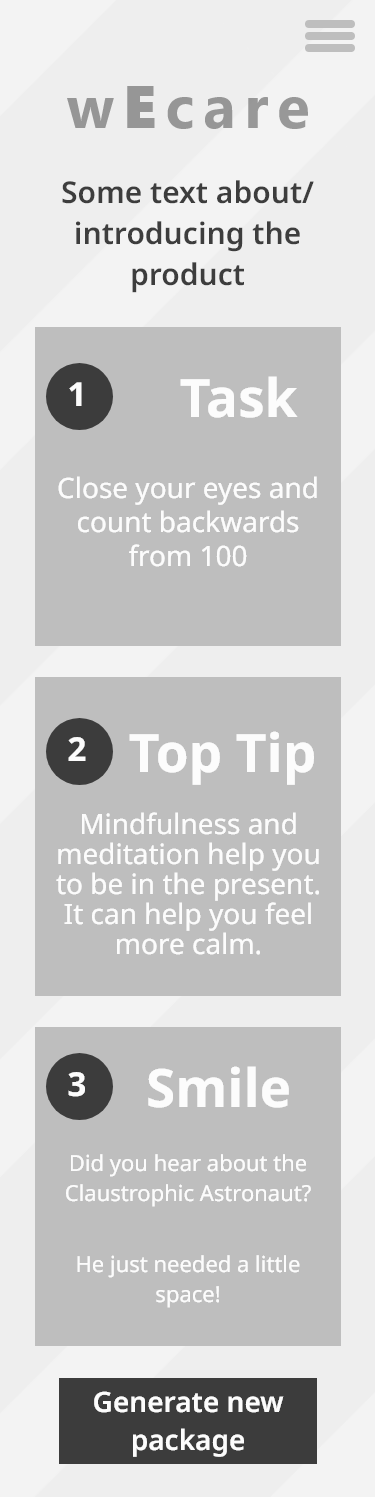 wEcare
Some text about/
introducing the
product
1
Task
Close your eyes and
count backwards
from 100
2
Top Tip
Mindfulness and
meditation help you
to be in the present.
It can help you feel
more calm.
3
Smile
Did you hear about the
Claustrophic Astronaut?
He just needed a little
space!
Generate new
package